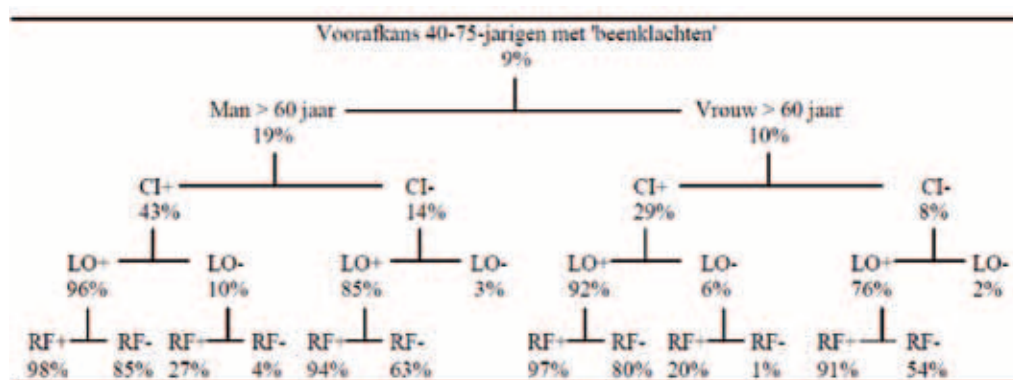 Voorafkans 40-75-jarigen met 'beenklachten'
9%
Man > 60 jaar Vrouw > 60 jaar
19% 10%
CI+ CI- CI+ CI-
43% 14% 29% 8%
LO+ LO- LO+ LO- LO+ LO- LO+ LO-
96% 10% 85% 3% 92% 6% 76% 2%
RF+ RF- RF+ RF- RF+ RF- RF+ RF- RF+ RF- RF+ RF-
98% 85% 27% 4% 94% 63% 97% 80% 20% 1% 91% 54%